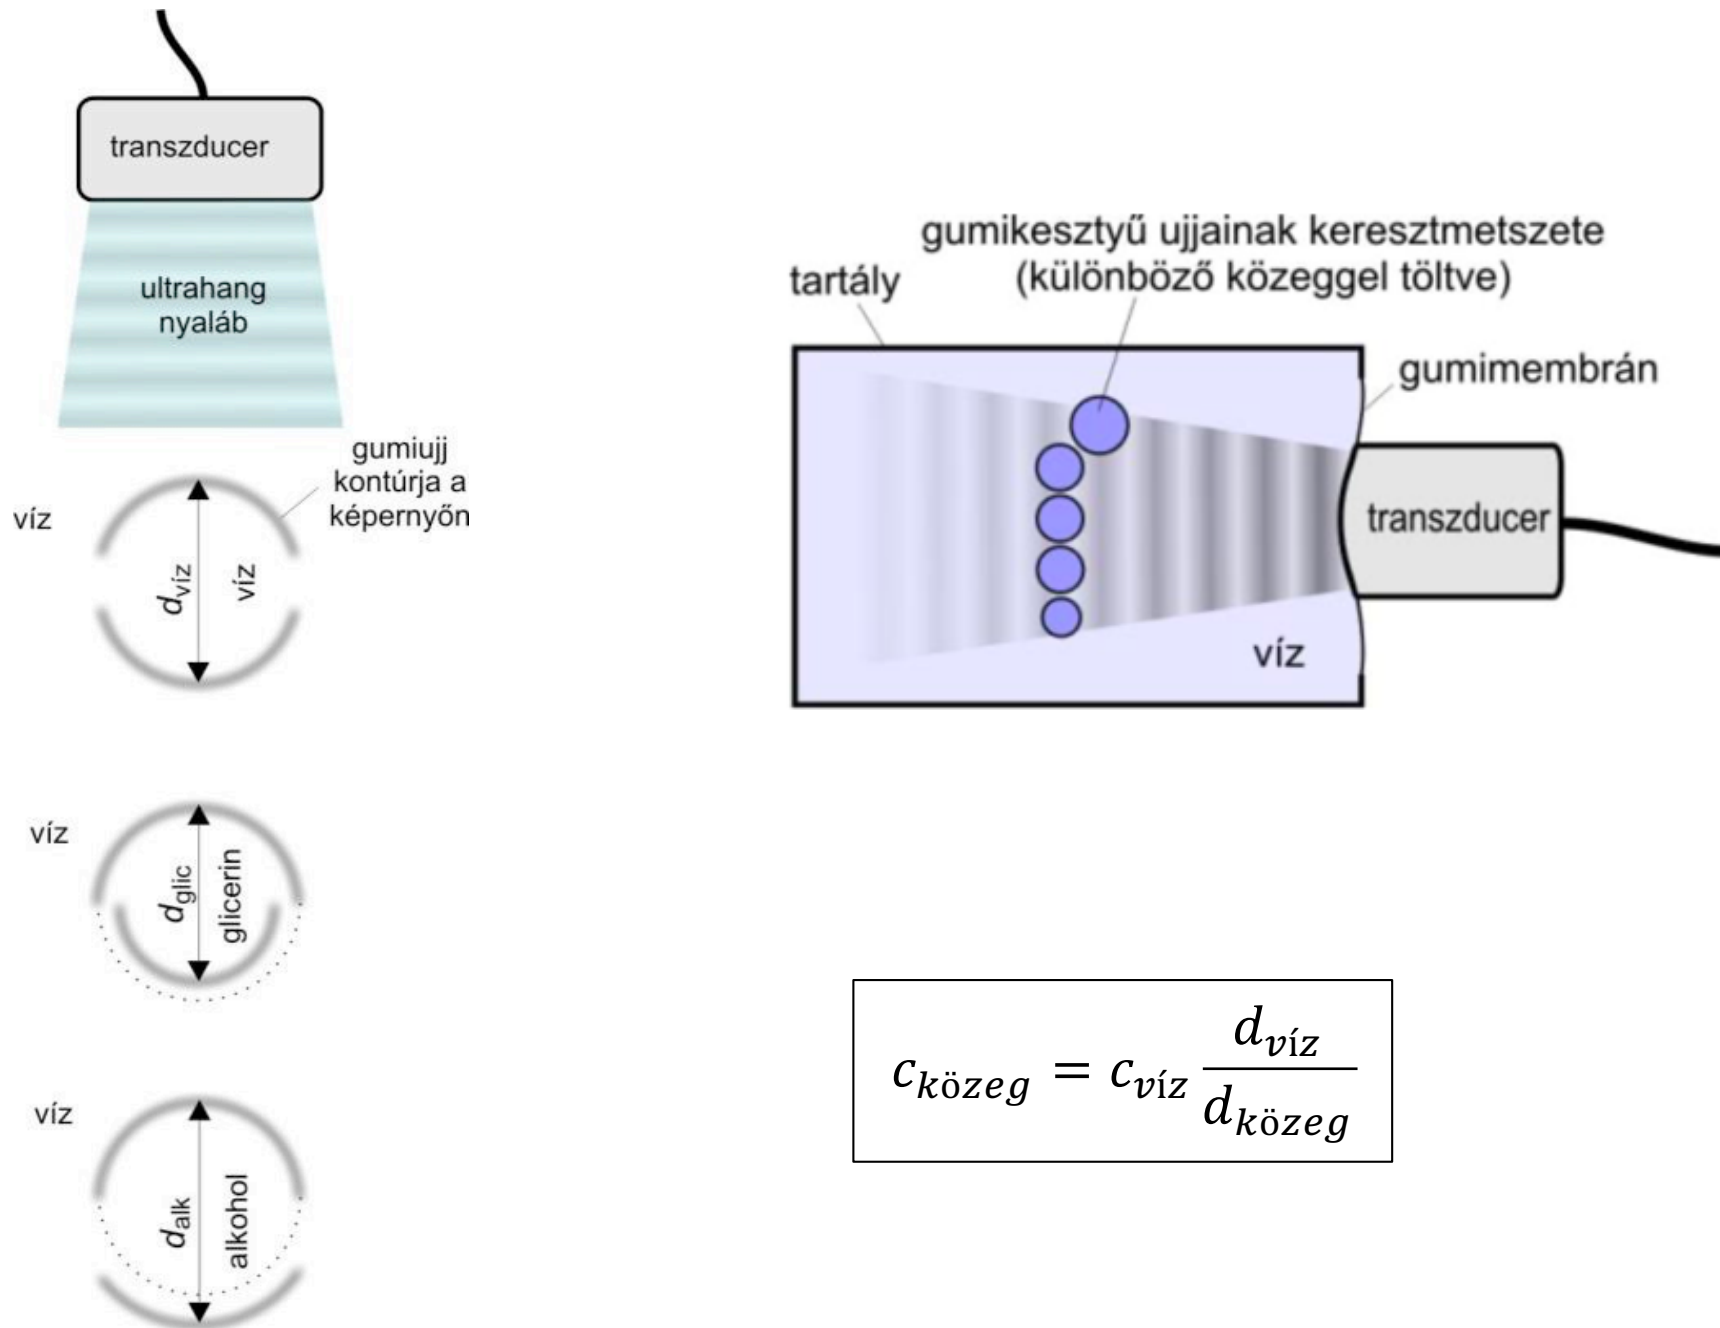 transzducer
ultrahang
nyaláb
gumiujj
kontúrja a
képernyőn
víz
d_víz
víz
víz
d_glic
glicerin
víz
d_alk
alkohol
gumikesztyű ujjainak keresztmetszete
(különböző közeggel töltve)
tartály
gumimembrán
transzducer
víz
c_közeg = c_víz d_víz / d_közeg